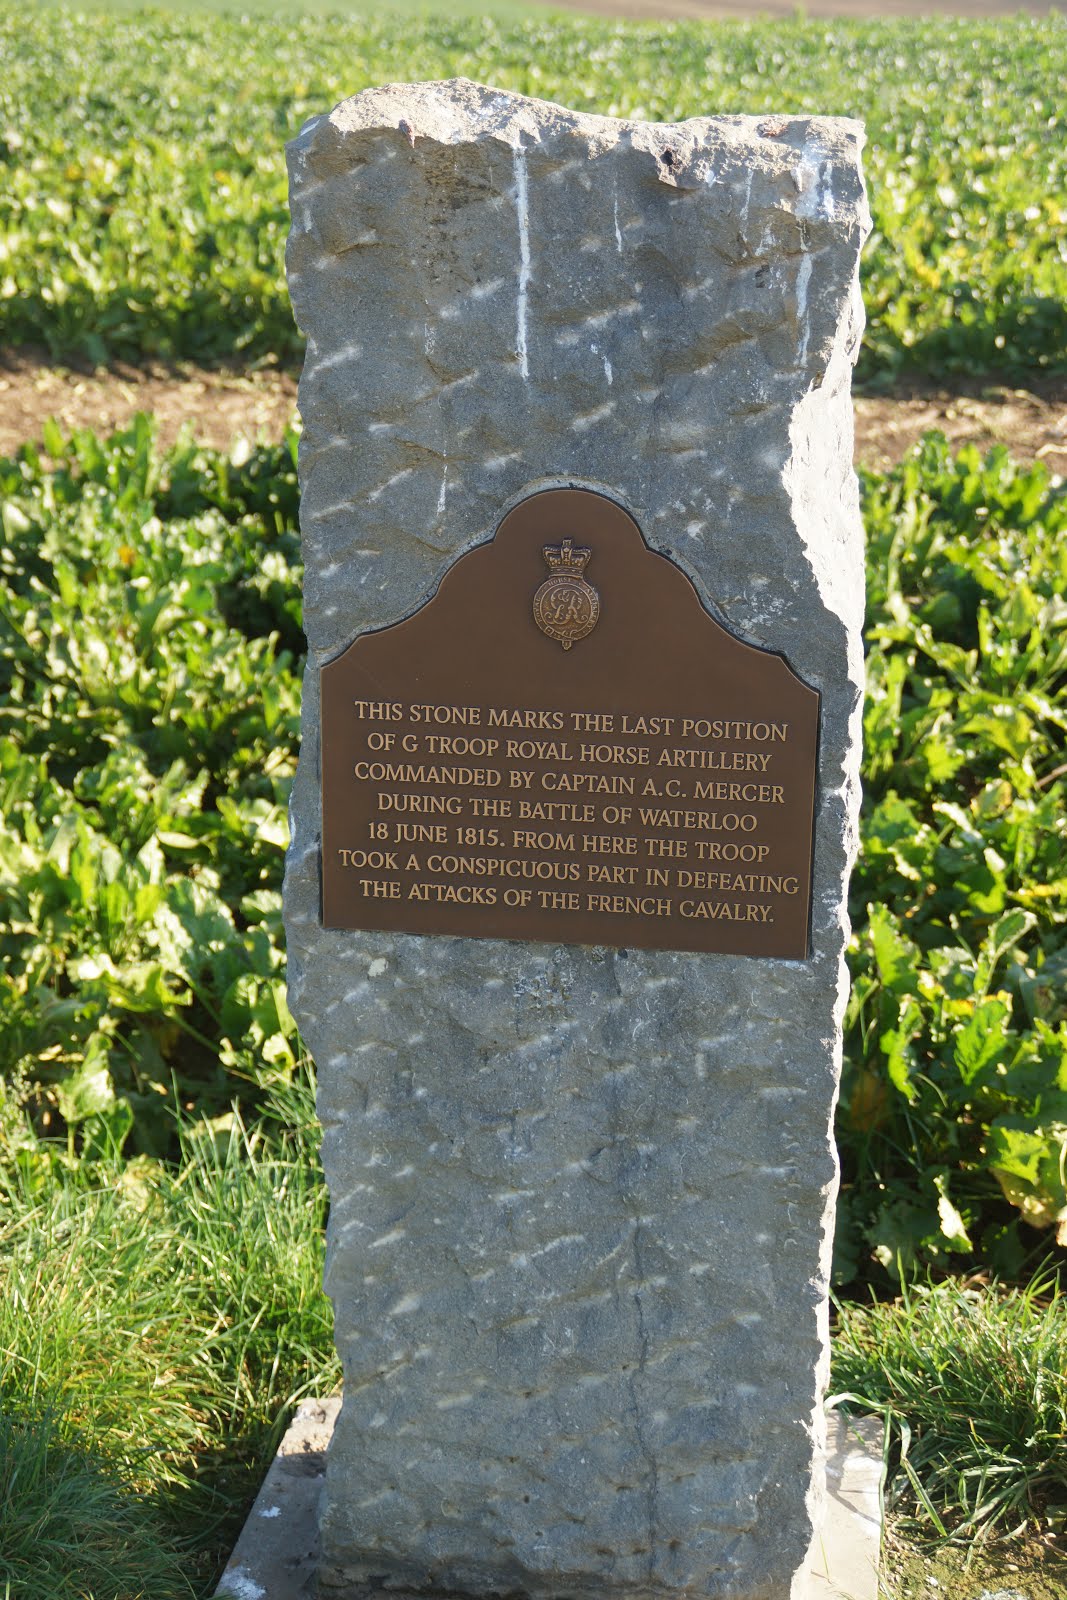 THIS STONE MARKS THE LAST POSITION
OF G TROOP ROYAL HORSE ARTILLERY
COMMANDED BY CAPTAIN A.C. MERCER
DURING THE BATTLE OF WATERLOO
18 JUNE 1815. FROM HERE THE TROOP
TOOK A CONSPICUOUS PART IN DEFEATING
THE ATTACKS OF THE FRENCH CAVALRY.